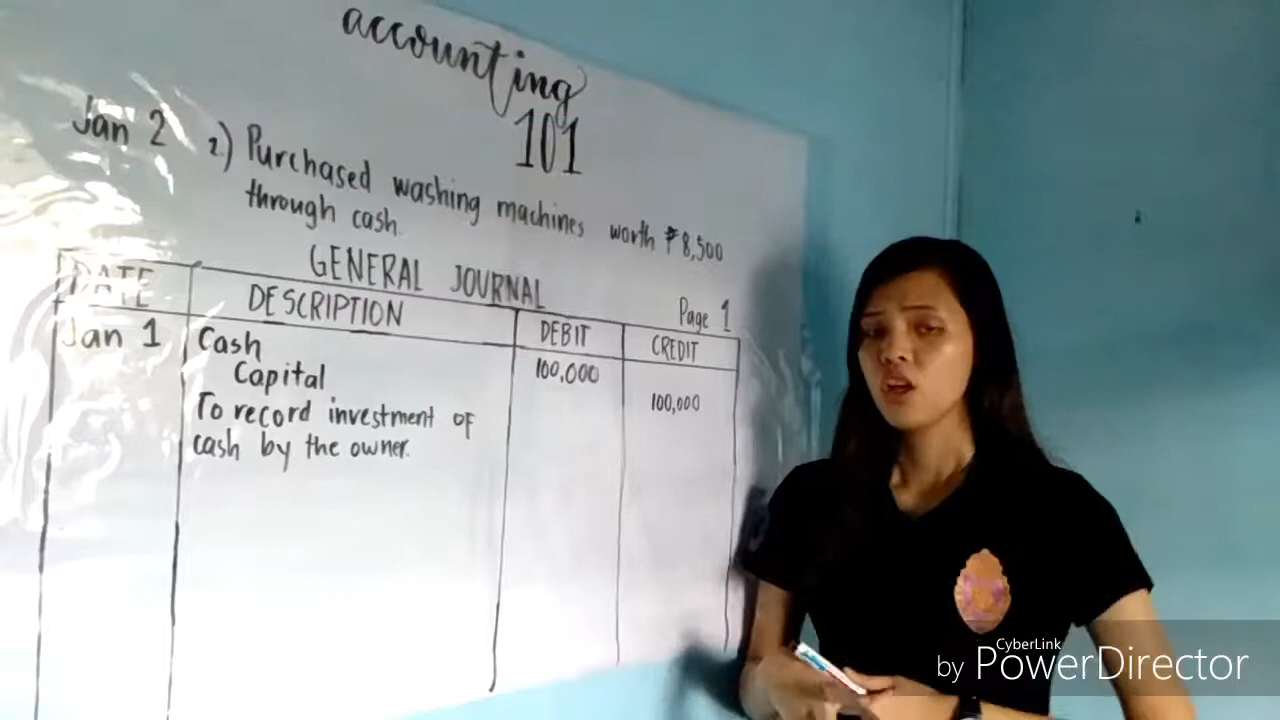 accounting
101
Jan 2 2.) Purchased washing machines worth ₱8,500
through cash
GENERAL JOURNAL
Page 1
DATE DESCRIPTION DEBIT CREDIT
Jan 1 Cash 100,000
Capital 100,000
To record investment of
cash by the owner.
CyberLink
by PowerDirector